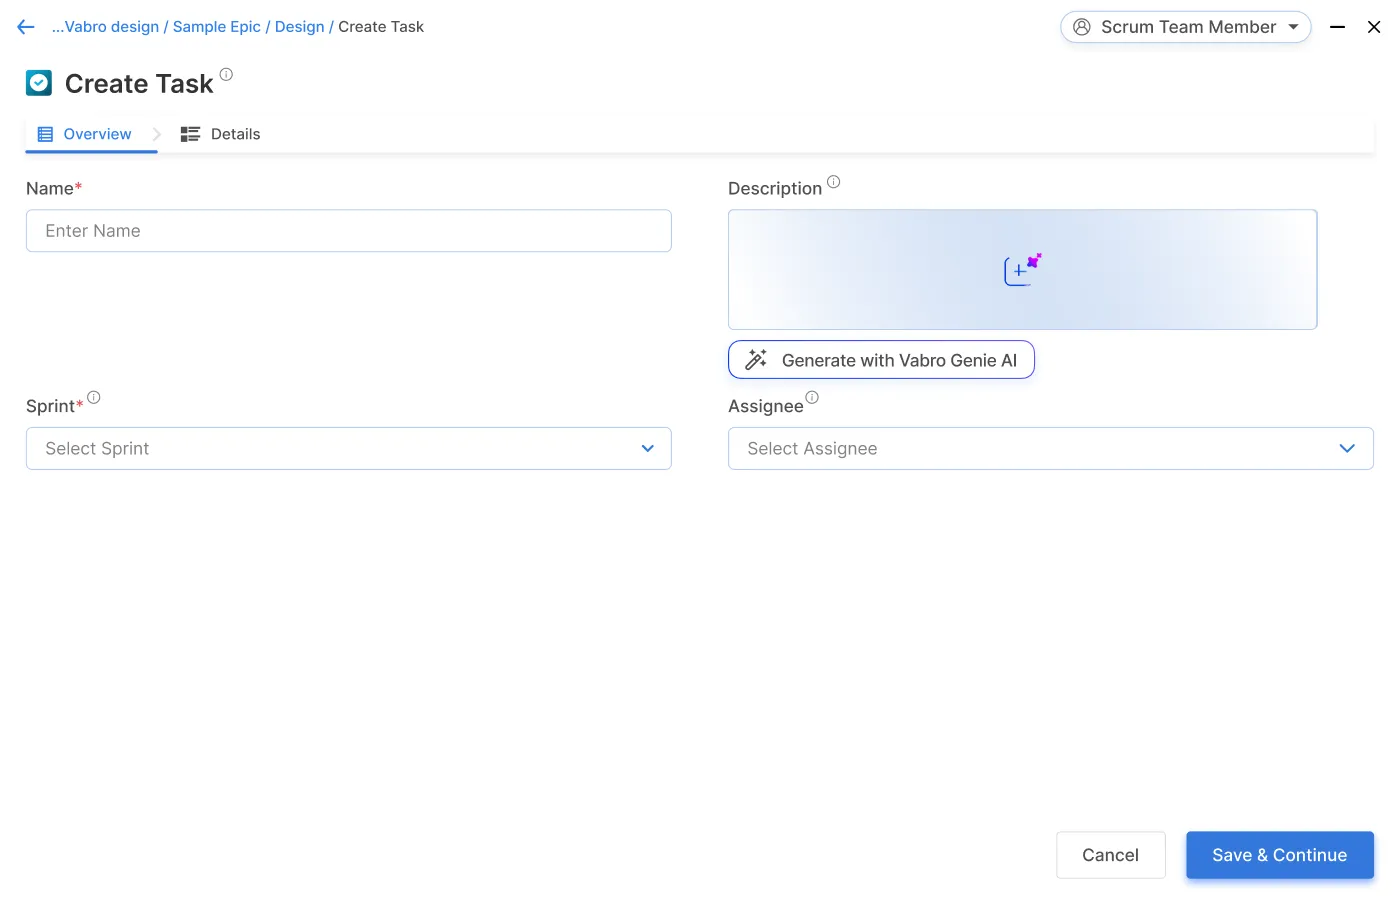 ...Vabro design / Sample Epic / Design / Create Task
Scrum Team Member
Create Task
Overview
Details
Name*
Description
Enter Name
Generate with Vabro Genie AI
Sprint*
Assignee
Select Sprint
Select Assignee
Cancel
Save & Continue